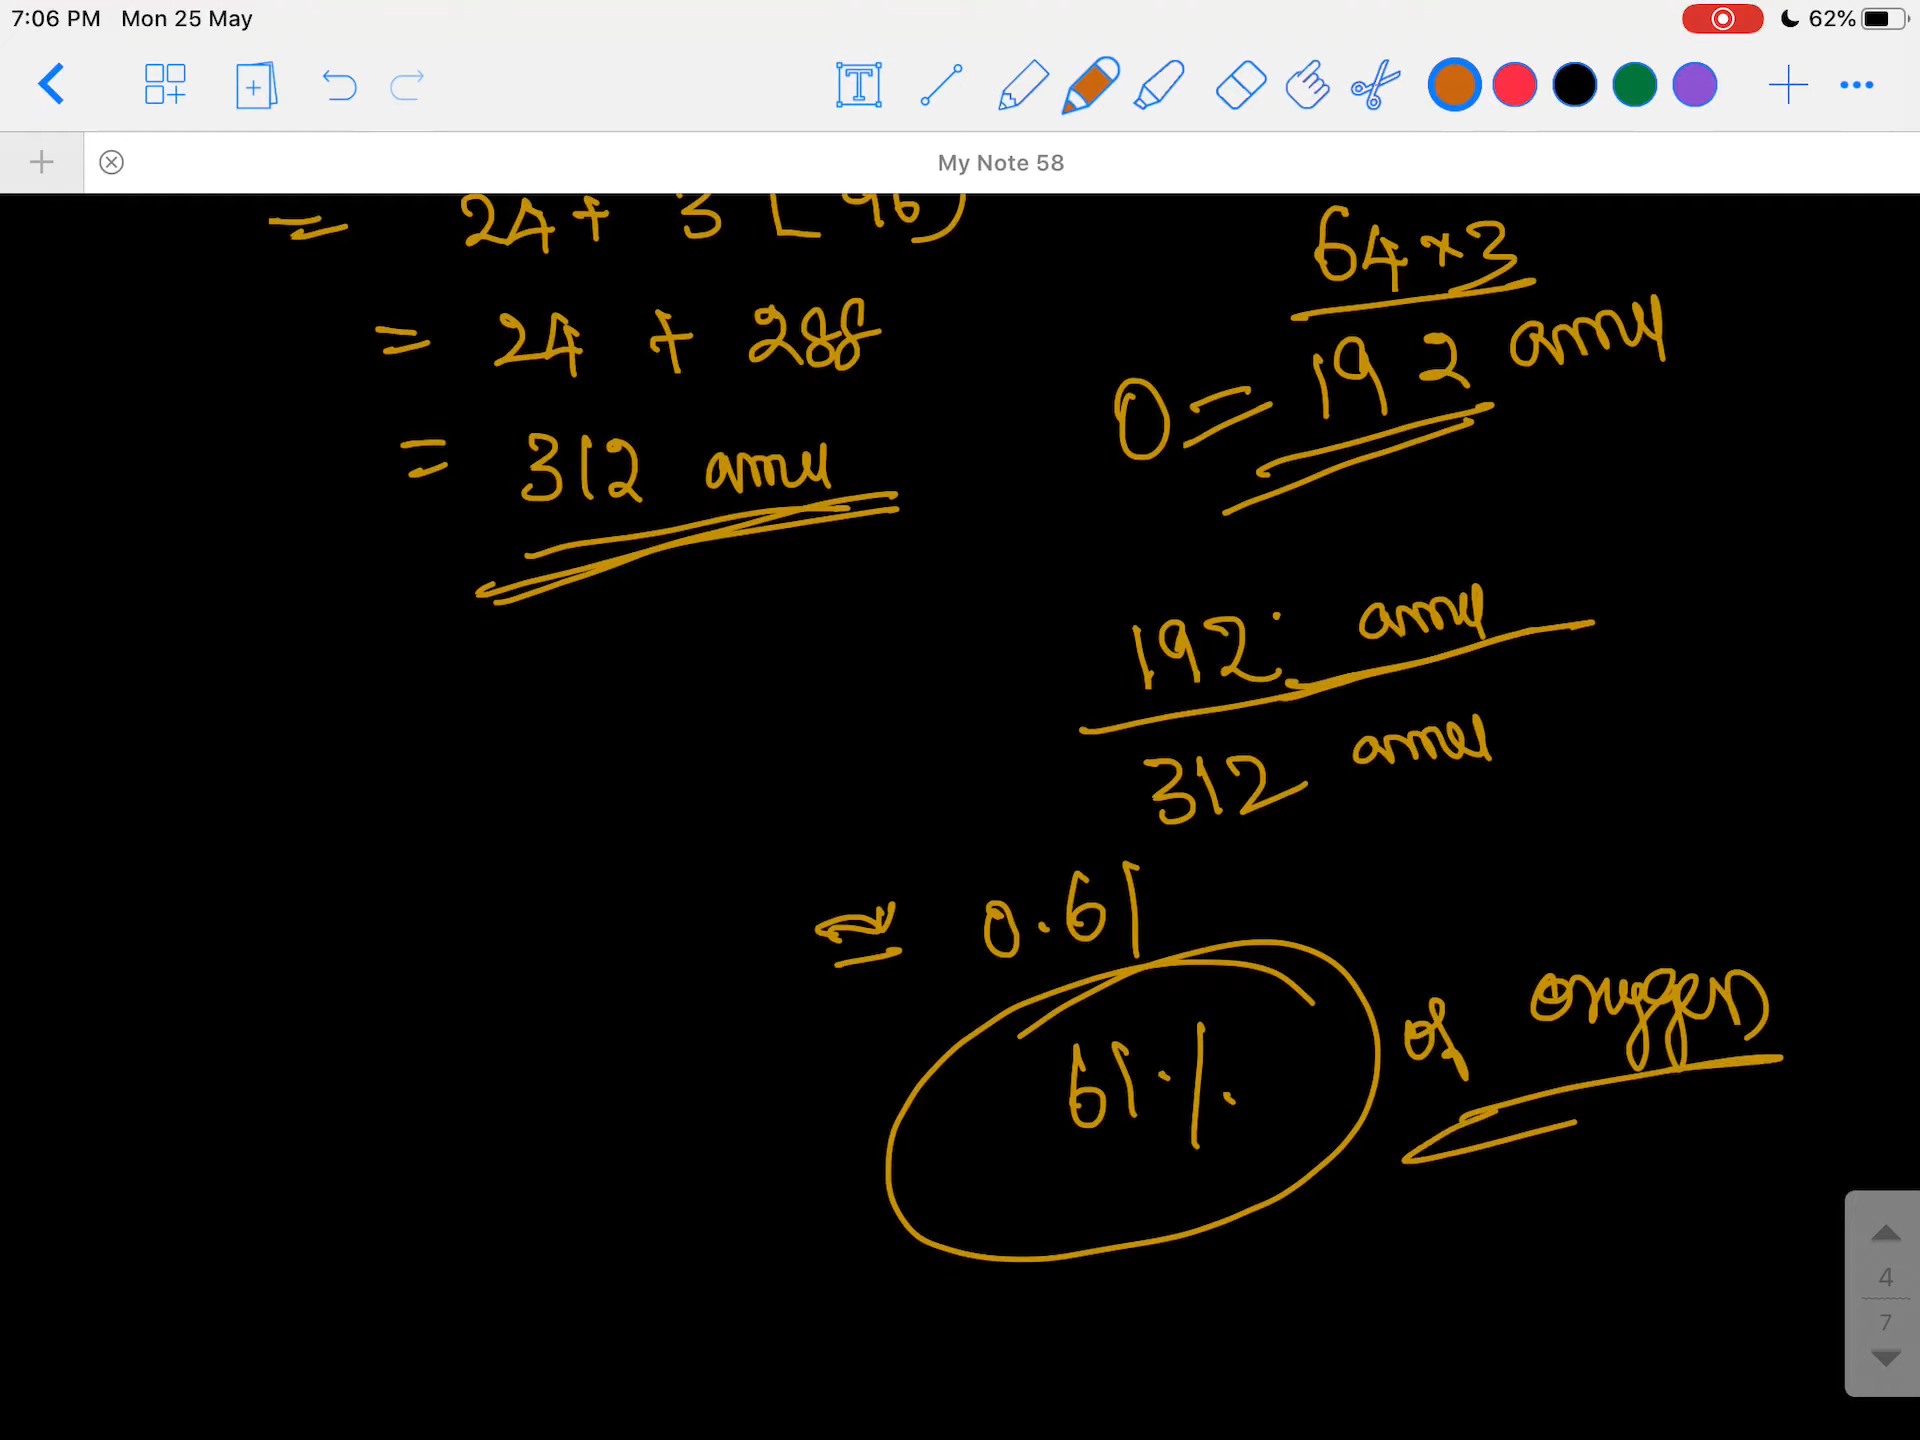 7:06 PM Mon 25 May
62%
T
My Note 58
= 24 + 3 [ 96 )
= 24 + 288
= 312 amu
64 × 3
O = 192 amu
192 amu
312 amu
≅ 0.61
61 % of oxygen
4
7